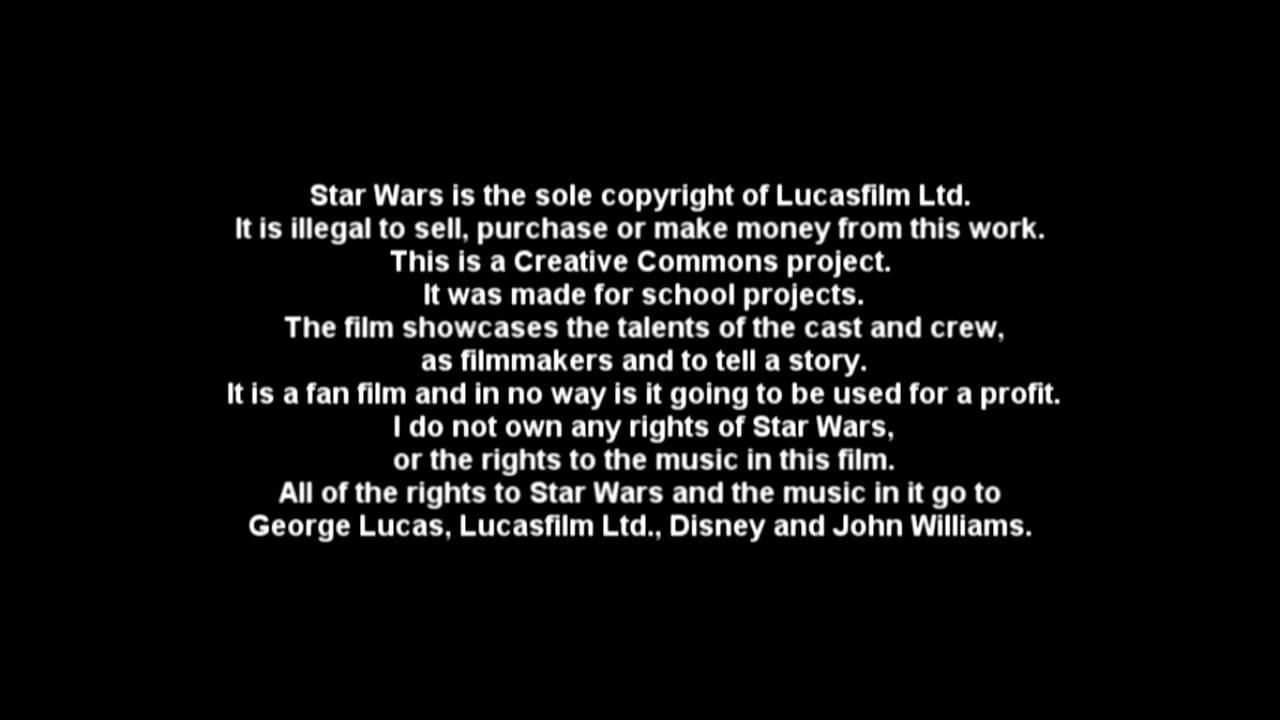 Star Wars is the sole copyright of Lucasfilm Ltd.
It is illegal to sell, purchase or make money from this work.
This is a Creative Commons project.
It was made for school projects.
The film showcases the talents of the cast and crew,
as filmmakers and to tell a story.
It is a fan film and in no way is it going to be used for a profit.
I do not own any rights of Star Wars,
or the rights to the music in this film.
All of the rights to Star Wars and the music in it go to
George Lucas, Lucasfilm Ltd., Disney and John Williams.